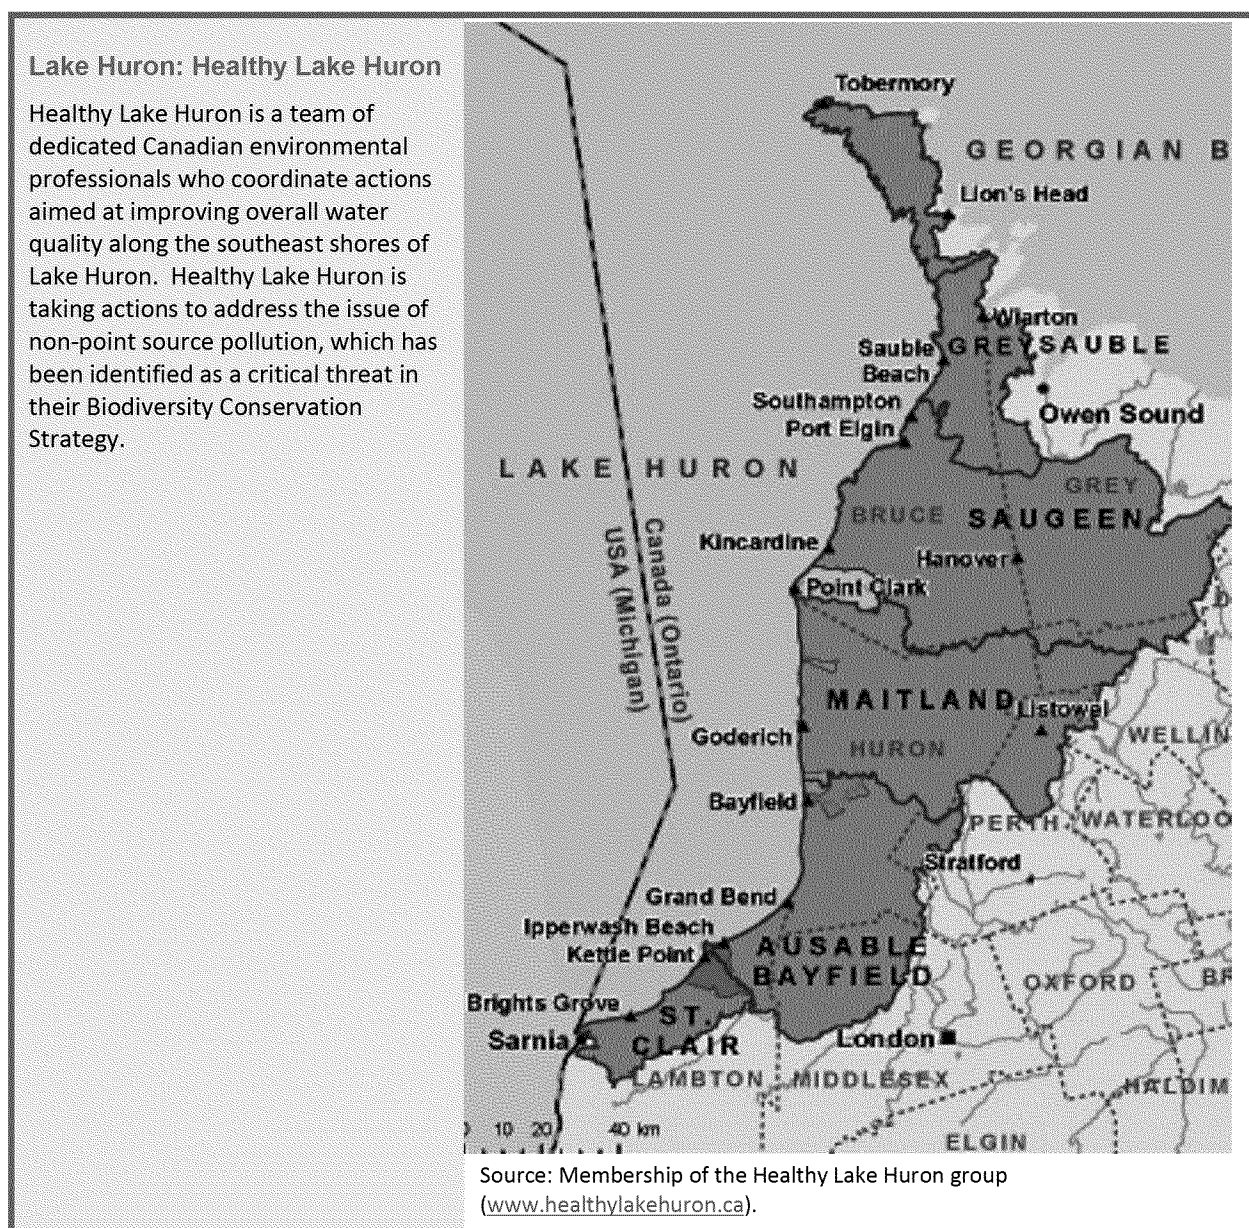 Lake Huron: Healthy Lake Huron
Healthy Lake Huron is a team of
dedicated Canadian environmental
professionals who coordinate actions
aimed at improving overall water
quality along the southeast shores of
Lake Huron.  Healthy Lake Huron is
taking actions to address the issue of
non-point source pollution, which has
been identified as a critical threat in
their Biodiversity Conservation
Strategy.
Tobermory
GEORGIAN B
Lion's Head
Wiarton
Sauble
Beach
GREY SAUBLE
Southampton
Port Elgin
Owen Sound
LAKE HURON
GREY
BRUCE
SAUGEEN
Kincardine
Hanover
Canada (Ontario)
USA (Michigan)
Point Clark
MAITLAND
Listowel
Goderich
HURON
WELLIN
Bayfield
PERTH
WATERLOO
Stratford
Grand Bend
Ipperwash Beach
Kettle Point
AUSABLE
BAYFIELD
OXFORD
BR
Brights Grove
ST.
CLAIR
Sarnia
London
LAMBTON
MIDDLESEX
HALDIM
10 20 40 km
ELGIN
Source: Membership of the Healthy Lake Huron group
(www.healthylakehuron.ca).